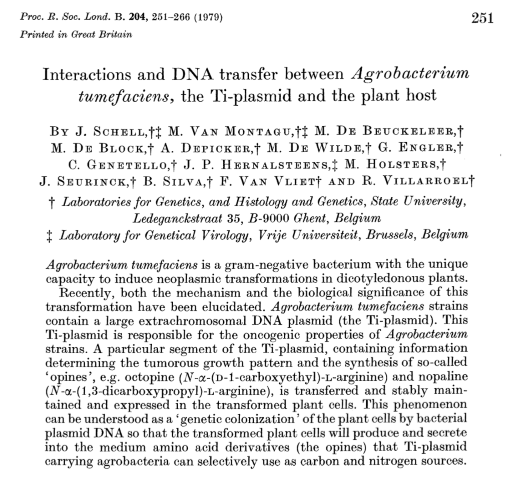 Proc. R. Soc. Lond. B. 204, 251–266 (1979)
251
Printed in Great Britain
Interactions and DNA transfer between Agrobacterium
tumefaciens, the Ti-plasmid and the plant host
By J. Schell,†‡ M. Van Montagu,†‡ M. De Beuckeleer,†
M. De Block,† A. Depicker,† M. De Wilde,† G. Engler,†
C. Genetello,† J. P. Hernalsteens,‡ M. Holsters,†
J. Seurinck,† B. Silva,† F. Van Vliet† and R. Villarroel†
† Laboratories for Genetics, and Histology and Genetics, State University,
Ledeganckstraat 35, B-9000 Ghent, Belgium
‡ Laboratory for Genetical Virology, Vrije Universiteit, Brussels, Belgium
Agrobacterium tumefaciens is a gram-negative bacterium with the unique
capacity to induce neoplasmic transformations in dicotyledonous plants.
Recently, both the mechanism and the biological significance of this
transformation have been elucidated. Agrobacterium tumefaciens strains
contain a large extrachromosomal DNA plasmid (the Ti-plasmid). This
Ti-plasmid is responsible for the oncogenic properties of Agrobacterium
strains. A particular segment of the Ti-plasmid, containing information
determining the tumorous growth pattern and the synthesis of so-called
‘opines’, e.g. octopine (N-α-(D-1-carboxyethyl)-L-arginine) and nopaline
(N-α-(1,3-dicarboxypropyl)-L-arginine), is transferred and stably main-
tained and expressed in the transformed plant cells. This phenomenon
can be understood as a ‘genetic colonization’ of the plant cells by bacterial
plasmid DNA so that the transformed plant cells will produce and secrete
into the medium amino acid derivatives (the opines) that Ti-plasmid
carrying agrobacteria can selectively use as carbon and nitrogen sources.